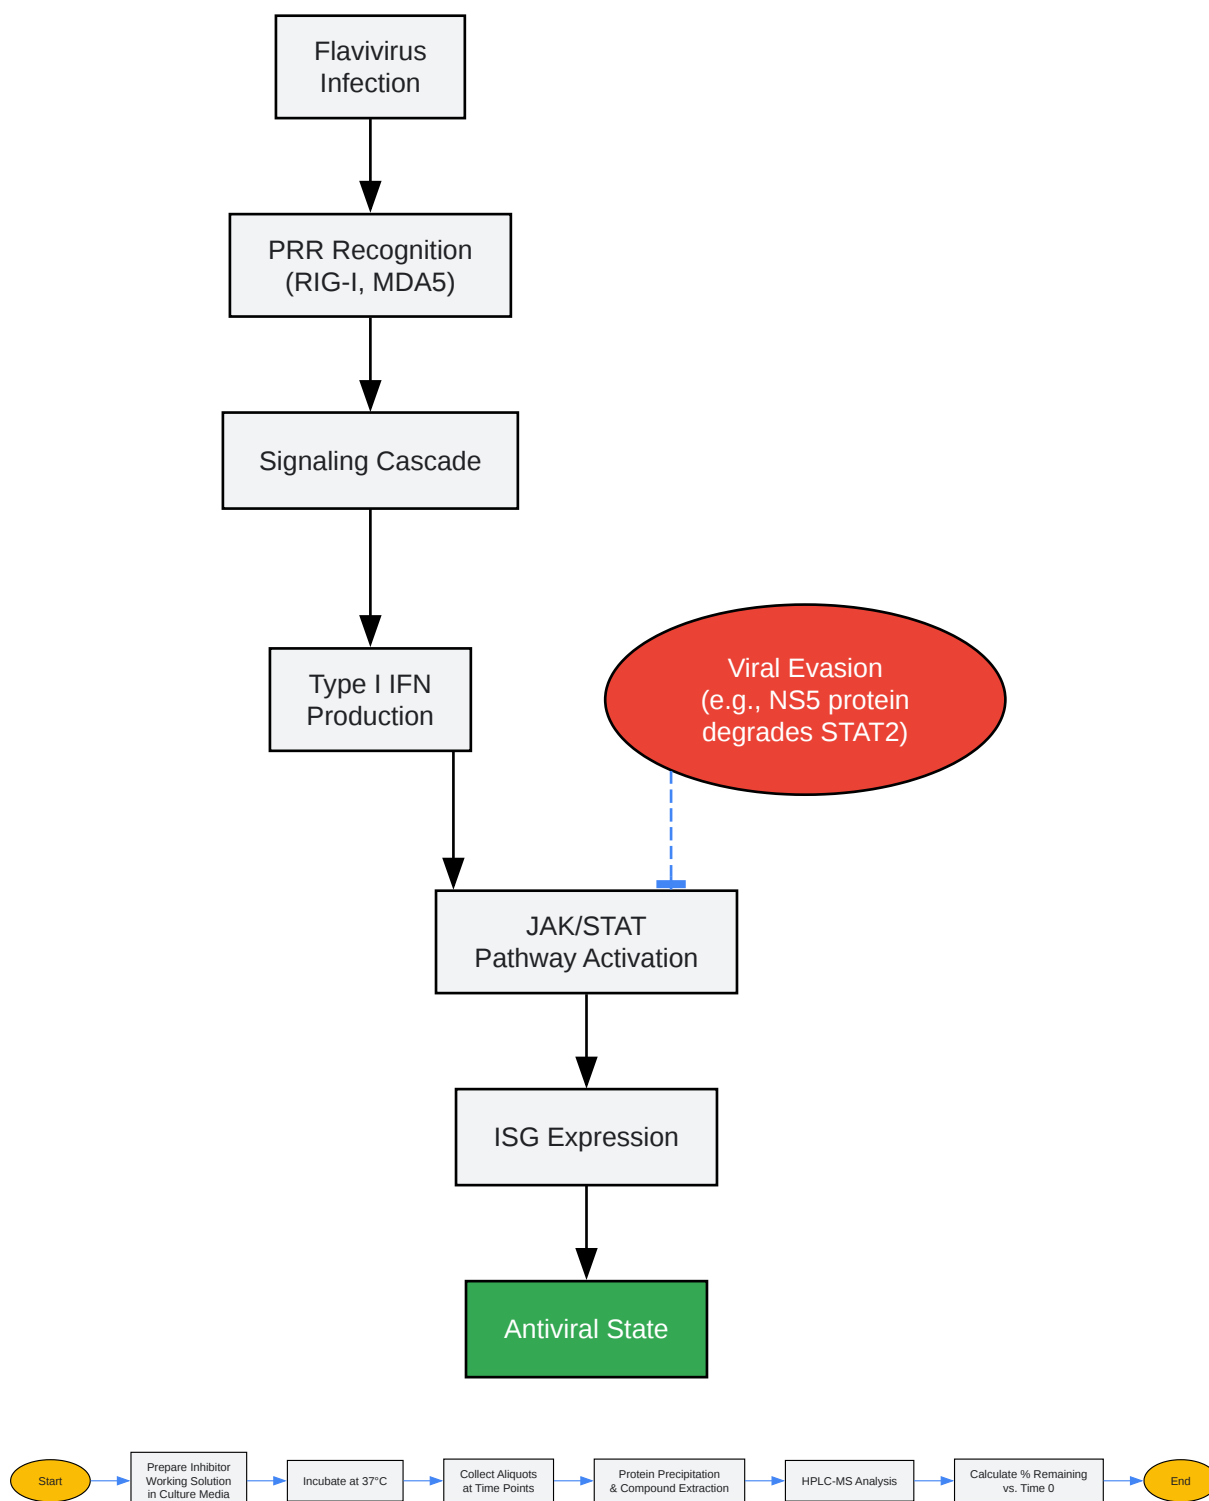 Flavivirus
Infection
PRR Recognition
(RIG-I, MDA5)
Signaling Cascade
Type I IFN
Production
Viral Evasion
(e.g., NS5 protein
degrades STAT2)
JAK/STAT
Pathway Activation
ISG Expression
Antiviral State
Start
Prepare Inhibitor
Working Solution
in Culture Media
Incubate at 37°C
Collect Aliquots
at Time Points
Protein Precipitation
& Compound Extraction
HPLC-MS Analysis
Calculate % Remaining
vs. Time 0
End